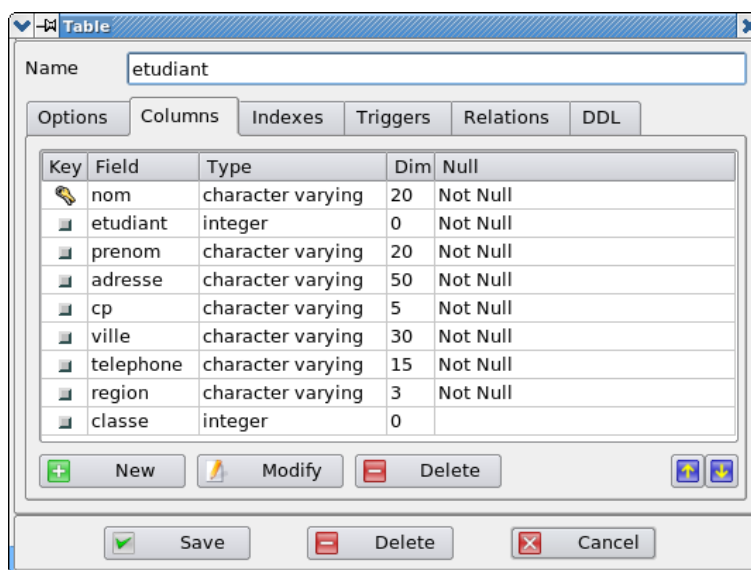 Table
Name etudiant
Options Columns Indexes Triggers Relations DDL
Key Field Type Dim Null
nom character varying 20 Not Null
etudiant integer 0 Not Null
prenom character varying 20 Not Null
adresse character varying 50 Not Null
cp character varying 5 Not Null
ville character varying 30 Not Null
telephone character varying 15 Not Null
region character varying 3 Not Null
classe integer 0
New Modify Delete
Save Delete Cancel